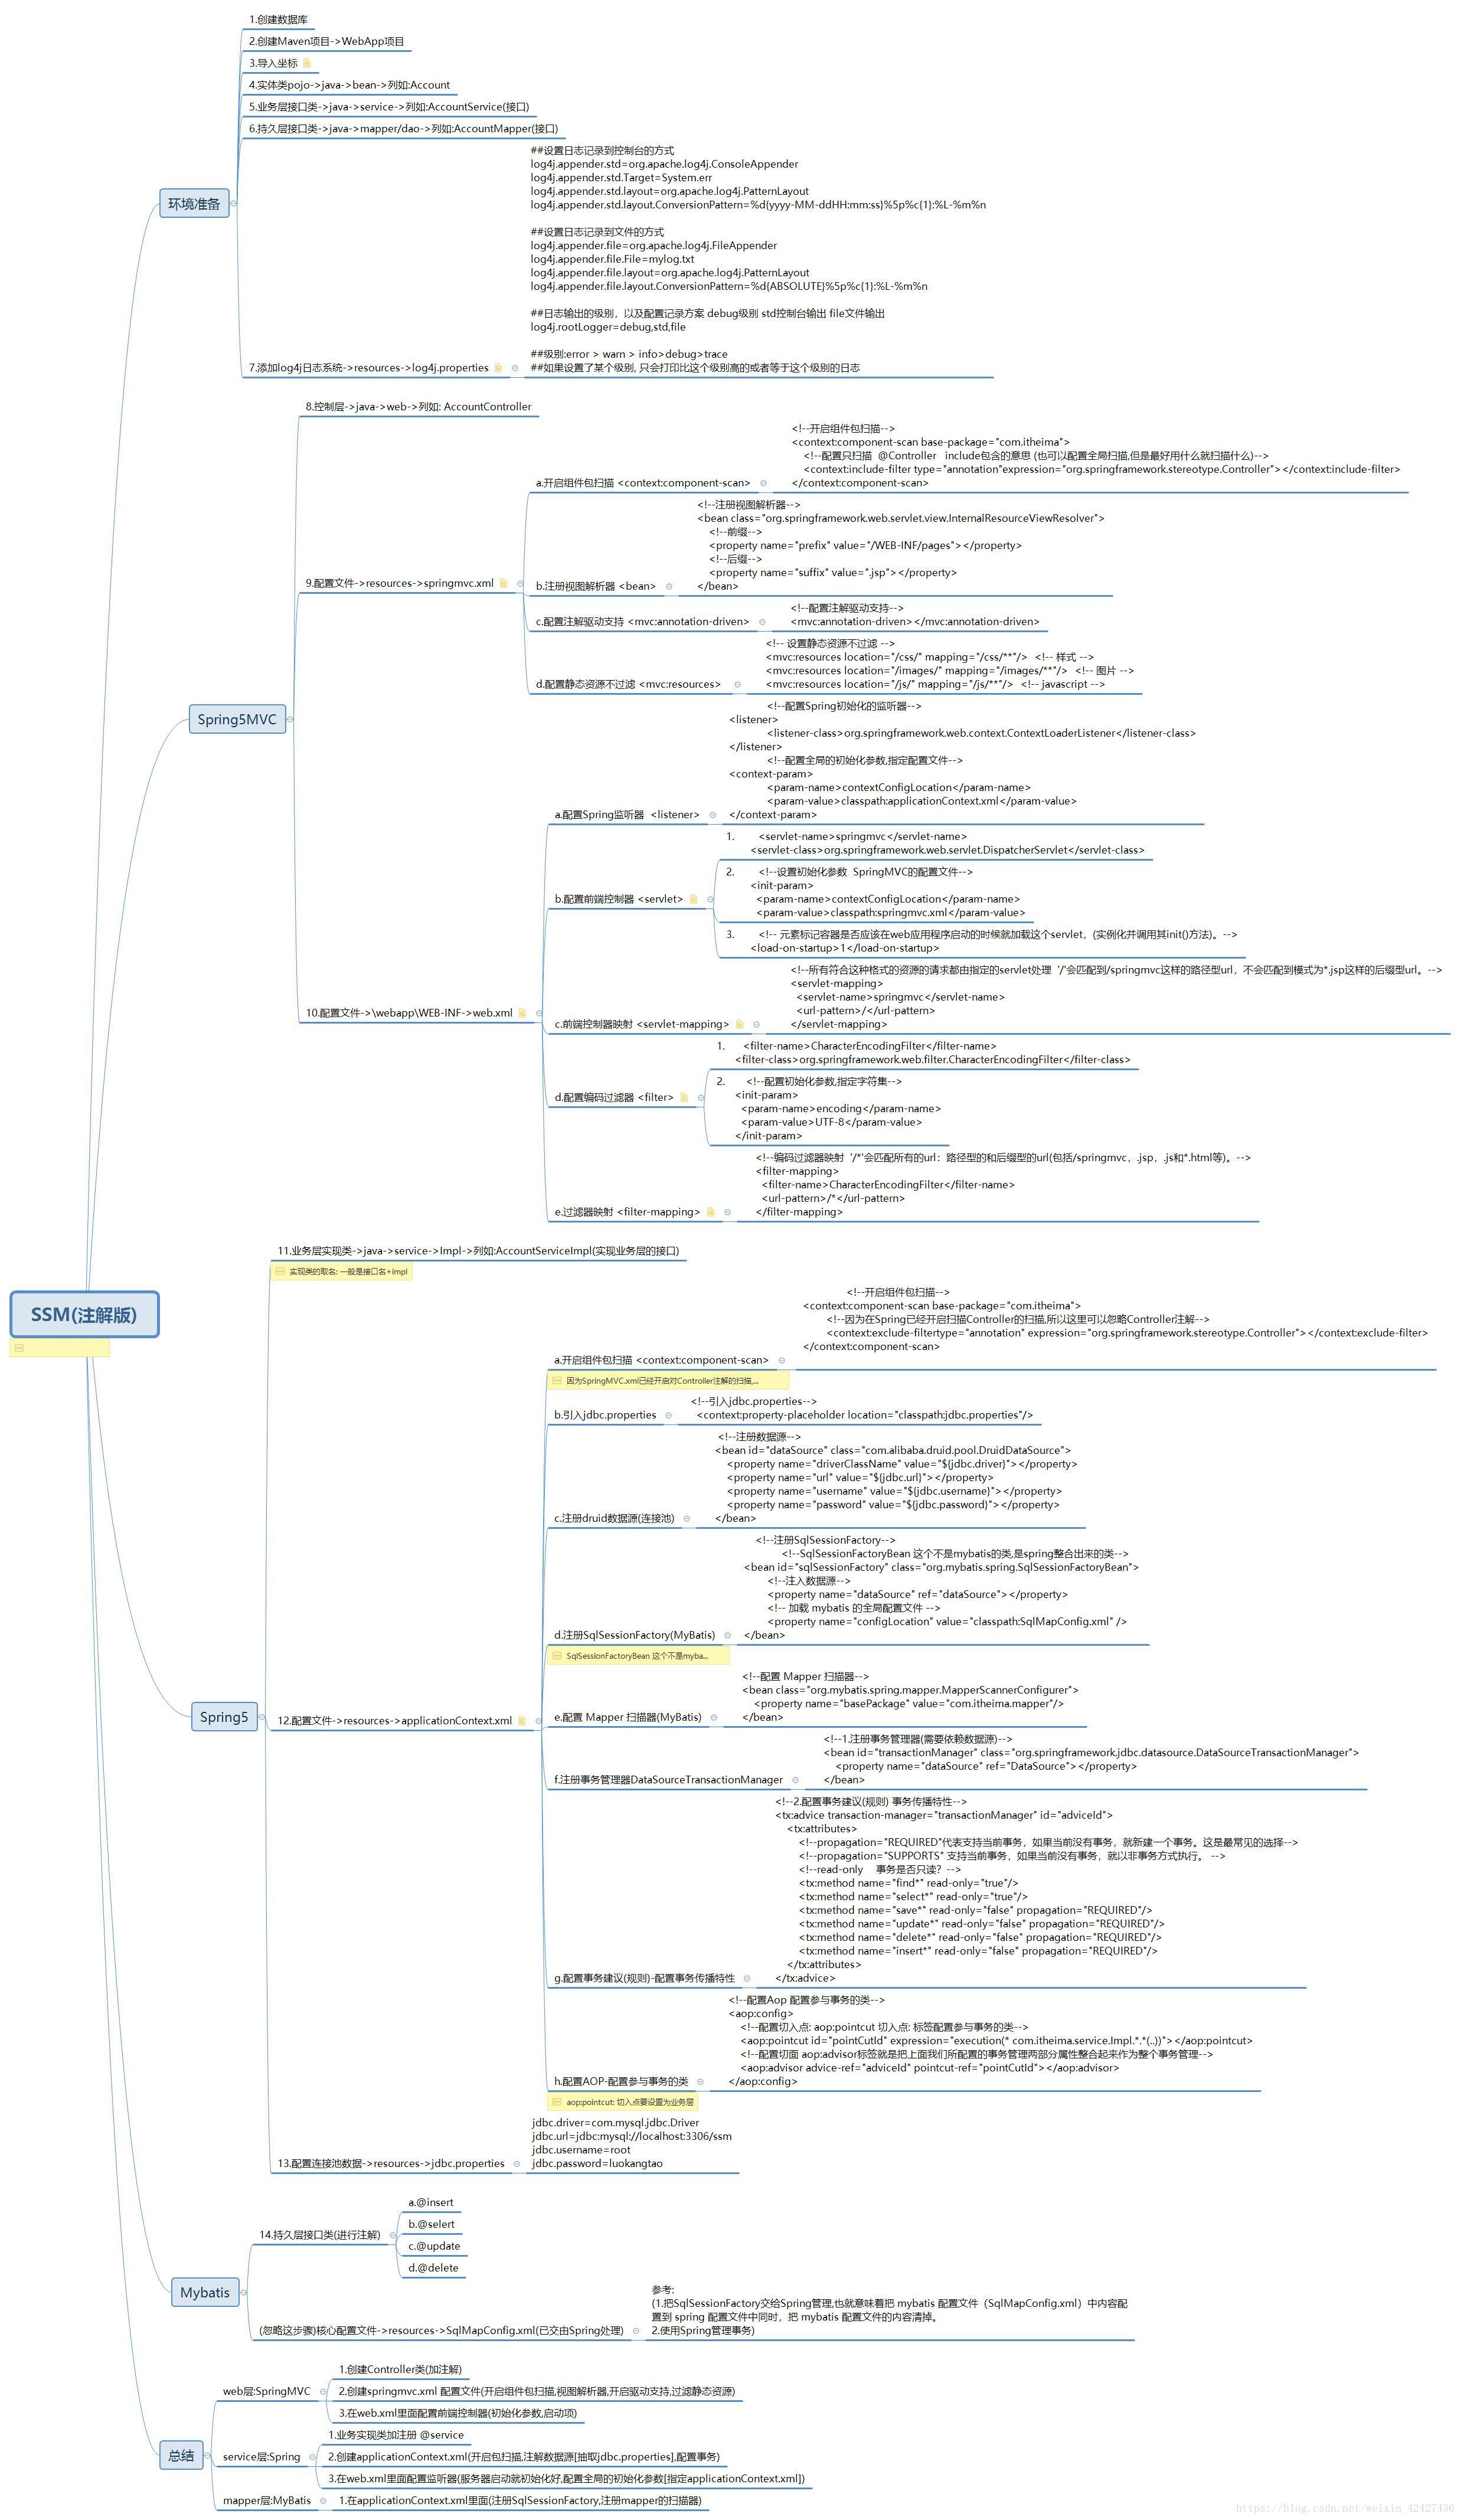 1.创建数据库
2.创建Maven项目->WebApp项目
3.导入坐标
4.实体类pojo->java->bean->列如:Account
5.业务层接口类->java->service->列如:AccountService(接口)
6.持久层接口类->java->mapper/dao->列如:AccountMapper(接口)
环境准备
##设置日志记录到控制台的方式
log4j.appender.std=org.apache.log4j.ConsoleAppender
log4j.appender.std.Target=System.err
log4j.appender.std.layout=org.apache.log4j.PatternLayout
log4j.appender.std.layout.ConversionPattern=%d{yyyy-MM-ddHH:mm:ss}%5p%c{1}:%L-%m%n
##设置日志记录到文件的方式
log4j.appender.file=org.apache.log4j.FileAppender
log4j.appender.file.File=mylog.txt
log4j.appender.file.layout=org.apache.log4j.PatternLayout
log4j.appender.file.layout.ConversionPattern=%d{ABSOLUTE}%5p%c{1}:%L-%m%n
##日志输出的级别，以及配置记录方案 debug级别 std控制台输出 file文件输出
log4j.rootLogger=debug,std,file
##级别:error > warn > info>debug>trace
##如果设置了某个级别, 只会打印比这个级别高的或者等于这个级别的日志
7.添加log4j日志系统->resources->log4j.properties
8.控制层->java->web->列如: AccountController
<!--开启组件包扫描-->
<context:component-scan base-package="com.itheima">
<!--配置只扫描 @Controller include包含的意思 (也可以配置全局扫描,但是最好用什么就扫描什么)-->
<context:include-filter type="annotation"expression="org.springframework.stereotype.Controller"></context:include-filter>
</context:component-scan>
a.开启组件包扫描 <context:component-scan>
<!--注册视图解析器-->
<bean class="org.springframework.web.servlet.view.InternalResourceViewResolver">
<!--前缀-->
<property name="prefix" value="/WEB-INF/pages"></property>
<!--后缀-->
<property name="suffix" value=".jsp"></property>
</bean>
b.注册视图解析器 <bean>
9.配置文件->resources->springmvc.xml
<!--配置注解驱动支持-->
<mvc:annotation-driven></mvc:annotation-driven>
c.配置注解驱动支持 <mvc:annotation-driven>
<!-- 设置静态资源不过滤 -->
<mvc:resources location="/css/" mapping="/css/**"/> <!-- 样式 -->
<mvc:resources location="/images/" mapping="/images/**"/> <!-- 图片 -->
<mvc:resources location="/js/" mapping="/js/**"/> <!-- javascript -->
d.配置静态资源不过滤 <mvc:resources>
Spring5MVC
<!--配置Spring初始化的监听器-->
<listener>
<listener-class>org.springframework.web.context.ContextLoaderListener</listener-class>
</listener>
<!--配置全局的初始化参数,指定配置文件-->
<context-param>
<param-name>contextConfigLocation</param-name>
<param-value>classpath:applicationContext.xml</param-value>
</context-param>
a.配置Spring监听器 <listener>
1. <servlet-name>springmvc</servlet-name>
<servlet-class>org.springframework.web.servlet.DispatcherServlet</servlet-class>
2. <!--设置初始化参数 SpringMVC的配置文件-->
<init-param>
<param-name>contextConfigLocation</param-name>
<param-value>classpath:springmvc.xml</param-value>
b.配置前端控制器 <servlet>
3. <!-- 元素标记容器是否应该在web应用程序启动的时候就加载这个servlet，(实例化并调用其init()方法)。-->
<load-on-startup>1</load-on-startup>
<!--所有符合这种格式的资源的请求都由指定的servlet处理 '/'会匹配到/springmvc这样的路径型url，不会匹配到模式为*.jsp这样的后缀型url。-->
<servlet-mapping>
<servlet-name>springmvc</servlet-name>
<url-pattern>/</url-pattern>
</servlet-mapping>
c.前端控制器映射 <servlet-mapping>
10.配置文件->\webapp\WEB-INF->web.xml
1. <filter-name>CharacterEncodingFilter</filter-name>
<filter-class>org.springframework.web.filter.CharacterEncodingFilter</filter-class>
2. <!--配置初始化参数,指定字符集-->
<init-param>
<param-name>encoding</param-name>
<param-value>UTF-8</param-value>
</init-param>
d.配置编码过滤器 <filter>
<!--编码过滤器映射 '/*'会匹配所有的url：路径型的和后缀型的url(包括/springmvc，.jsp，.js和*.html等)。-->
<filter-mapping>
<filter-name>CharacterEncodingFilter</filter-name>
<url-pattern>/*</url-pattern>
</filter-mapping>
e.过滤器映射 <filter-mapping>
11.业务层实现类->java->service->Impl->列如:AccountServiceImpl(实现业务层的接口)
实现类的取名: 一般是接口名+impl
SSM(注解版)
<!--开启组件包扫描-->
<context:component-scan base-package="com.itheima">
<!--因为在Spring已经开启扫描Controller的扫描,所以这里可以忽略Controller注解-->
<context:exclude-filtertype="annotation" expression="org.springframework.stereotype.Controller"></context:exclude-filter>
</context:component-scan>
a.开启组件包扫描 <context:component-scan>
因为SpringMVC.xml已经开启对Controller注解的扫描,...
<!--引入jdbc.properties-->
<context:property-placeholder location="classpath:jdbc.properties"/>
b.引入jdbc.properties
<!--注册数据源-->
<bean id="dataSource" class="com.alibaba.druid.pool.DruidDataSource">
<property name="driverClassName" value="${jdbc.driver}"></property>
<property name="url" value="${jdbc.url}"></property>
<property name="username" value="${jdbc.username}"></property>
<property name="password" value="${jdbc.password}"></property>
</bean>
c.注册druid数据源(连接池)
<!--注册SqlSessionFactory-->
<!--SqlSessionFactoryBean 这个不是mybatis的类,是spring整合出来的类-->
<bean id="sqlSessionFactory" class="org.mybatis.spring.SqlSessionFactoryBean">
<!--注入数据源-->
<property name="dataSource" ref="dataSource"></property>
<!-- 加载 mybatis 的全局配置文件 -->
<property name="configLocation" value="classpath:SqlMapConfig.xml" />
</bean>
d.注册SqlSessionFactory(MyBatis)
SqlSessionFactoryBean 这个不是myba...
<!--配置 Mapper 扫描器-->
<bean class="org.mybatis.spring.mapper.MapperScannerConfigurer">
<property name="basePackage" value="com.itheima.mapper"/>
</bean>
e.配置 Mapper 扫描器(MyBatis)
Spring5
12.配置文件->resources->applicationContext.xml
<!--1.注册事务管理器(需要依赖数据源)-->
<bean id="transactionManager" class="org.springframework.jdbc.datasource.DataSourceTransactionManager">
<property name="dataSource" ref="DataSource"></property>
</bean>
f.注册事务管理器DataSourceTransactionManager
<!--2.配置事务建议(规则) 事务传播特性-->
<tx:advice transaction-manager="transactionManager" id="adviceId">
<tx:attributes>
<!--propagation="REQUIRED"代表支持当前事务，如果当前没有事务，就新建一个事务。这是最常见的选择-->
<!--propagation="SUPPORTS" 支持当前事务，如果当前没有事务，就以非事务方式执行。 -->
<!--read-only 事务是否只读？-->
<tx:method name="find*" read-only="true"/>
<tx:method name="select*" read-only="true"/>
<tx:method name="save*" read-only="false" propagation="REQUIRED"/>
<tx:method name="update*" read-only="false" propagation="REQUIRED"/>
<tx:method name="delete*" read-only="false" propagation="REQUIRED"/>
<tx:method name="insert*" read-only="false" propagation="REQUIRED"/>
</tx:attributes>
</tx:advice>
g.配置事务建议(规则)-配置事务传播特性
<!--配置Aop 配置参与事务的类-->
<aop:config>
<!--配置切入点: aop:pointcut 切入点: 标签配置参与事务的类-->
<aop:pointcut id="pointCutId" expression="execution(* com.itheima.service.Impl.*.*(..))"></aop:pointcut>
<!--配置切面 aop:advisor标签就是把上面我们所配置的事务管理两部分属性整合起来作为整个事务管理-->
<aop:advisor advice-ref="adviceId" pointcut-ref="pointCutId"></aop:advisor>
</aop:config>
h.配置AOP-配置参与事务的类
aop:pointcut: 切入点要设置为业务层
jdbc.driver=com.mysql.jdbc.Driver
jdbc.url=jdbc:mysql://localhost:3306/ssm
jdbc.username=root
jdbc.password=luokangtao
13.配置连接池数据->resources->jdbc.properties
a.@insert
b.@selert
14.持久层接口类(进行注解)
c.@update
d.@delete
Mybatis
参考:
(1.把SqlSessionFactory交给Spring管理,也就意味着把 mybatis 配置文件（SqlMapConfig.xml）中内容配
置到 spring 配置文件中同时，把 mybatis 配置文件的内容清掉。
2.使用Spring管理事务)
(忽略这步骤)核心配置文件->resources->SqlMapConfig.xml(已交由Spring处理)
1.创建Controller类(加注解)
web层:SpringMVC
2.创建springmvc.xml 配置文件(开启组件包扫描,视图解析器,开启驱动支持,过滤静态资源)
3.在web.xml里面配置前端控制器(初始化参数,启动项)
总结
1.业务实现类加注册 @service
service层:Spring
2.创建applicationContext.xml(开启包扫描,注解数据源[抽取jdbc.properties],配置事务)
3.在web.xml里面配置监听器(服务器启动就初始化好,配置全局的初始化参数[指定applicationContext.xml])
mapper层:MyBatis
1.在applicationContext.xml里面(注册SqlSessionFactory,注册mapper的扫描器)
https://blog.csdn.net/weixin_42427436